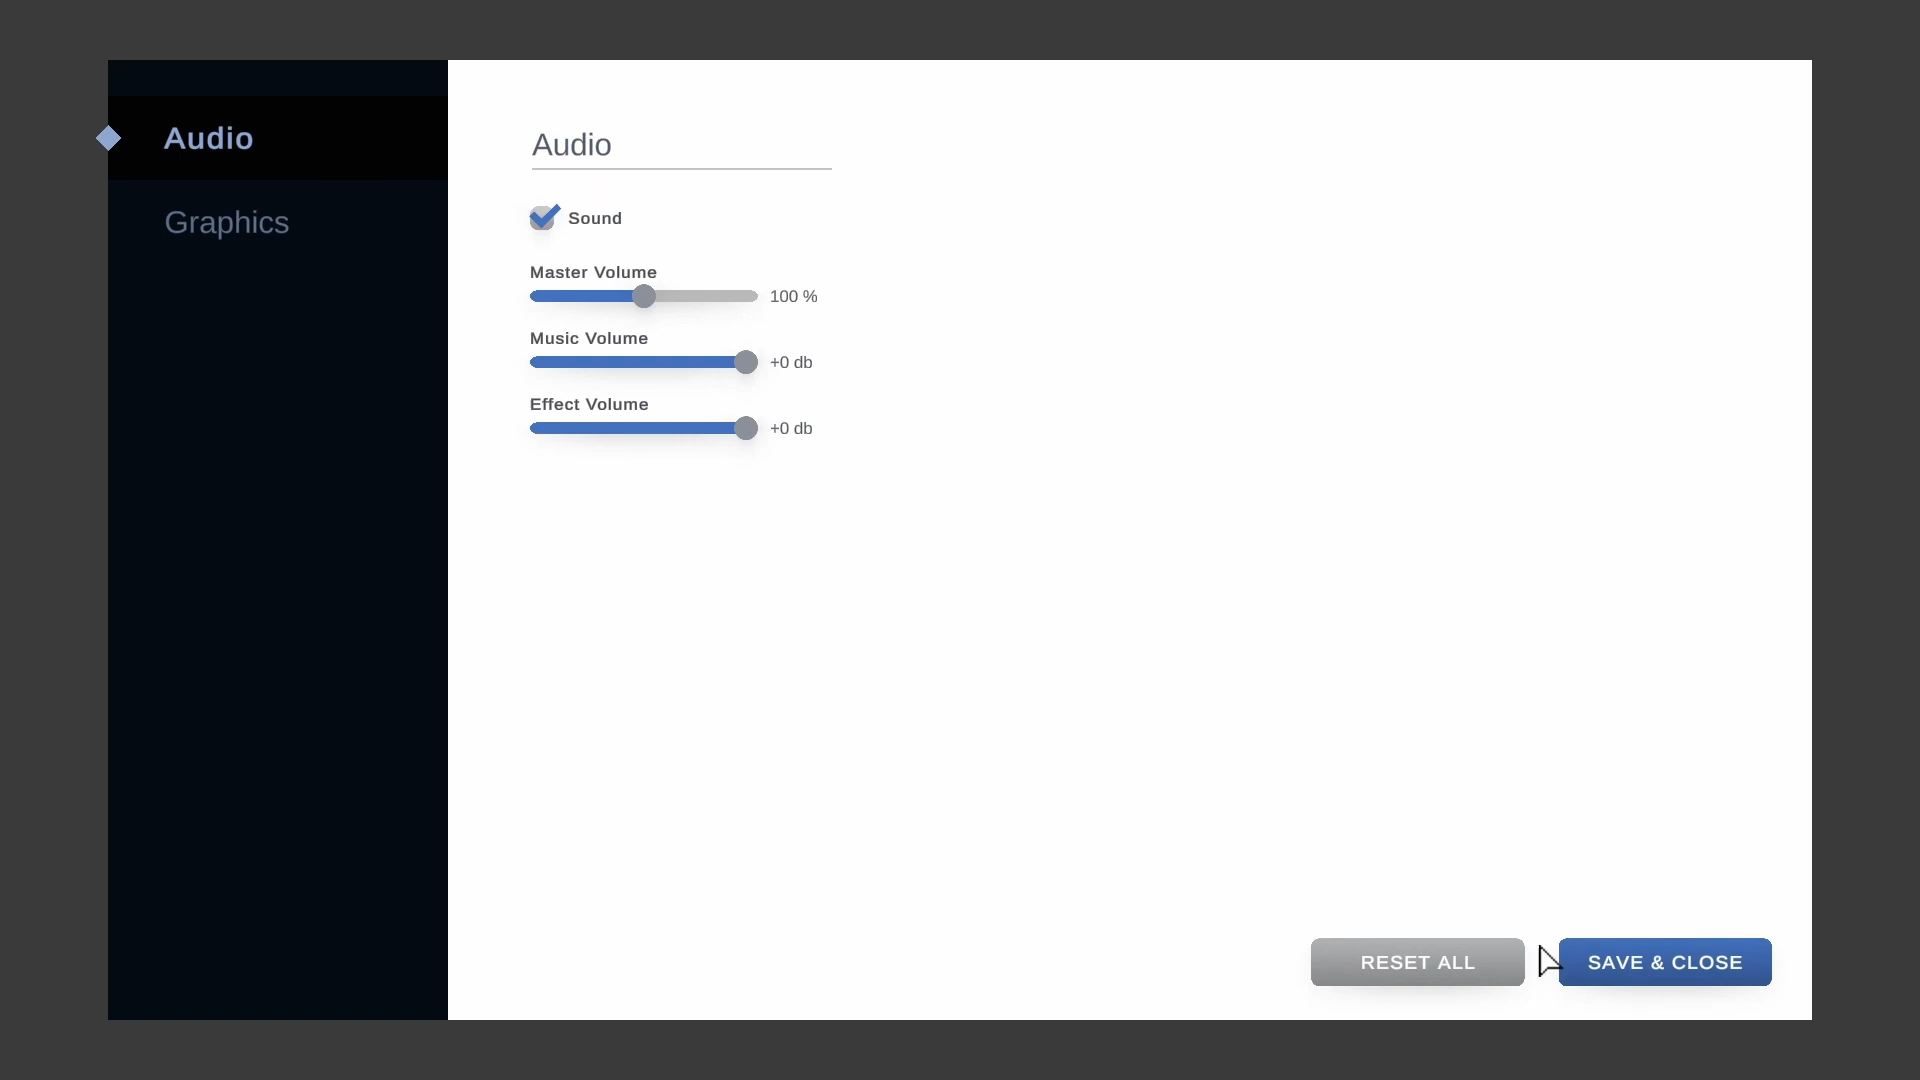 Audio
Graphics
Audio
Sound
Master Volume
100 %
Music Volume
+0 db
Effect Volume
+0 db
RESET ALL
SAVE & CLOSE